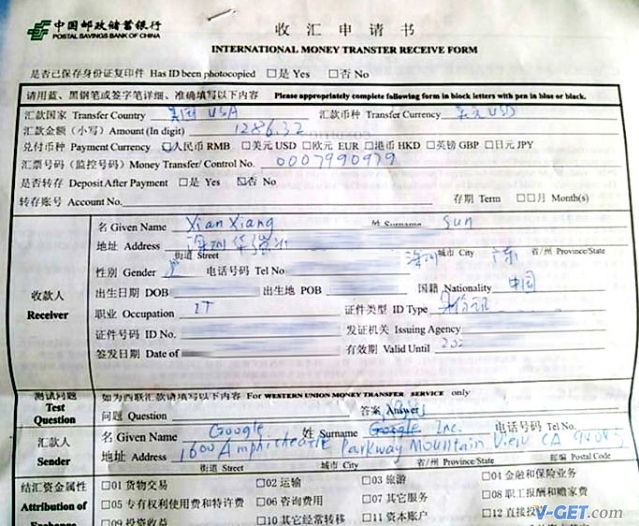 中国邮政储蓄银行
POSTAL SAVINGS BANK OF CHINA
收 汇 申 请 书
INTERNATIONAL MONEY TRANSFER RECEIVE FORM
是否已保存身份证复印件 Has ID been photocopied □是 Yes □否 No
请用蓝、黑钢笔或签字笔详细、准确填写以下内容 Please appropriately complete following form in block letters with pen in blue or black.
汇款国家 Transfer Country 美国 USA 汇款币种 Transfer Currency 美元 USD
汇款金额（小写）Amount (In digit) 1286.32
兑付币种 Payment Currency □人民币 RMB □美元 USD □欧元 EUR □港币 HKD □英镑 GBP □日元 JPY
汇票号码（监控号码）Money Transfer/ Control No. 0007990979
是否转存 Deposit After Payment □是 Yes □否 No
转存账号 Account No. 存期 Term □□月 Month(s)
收款人
Receiver
名 Given Name Xian Xiang 姓 Surname Sun
地址 Address 深圳 华强北 深圳 广东
街道 Street 城市 City 省/州 Province/State
性别 Gender 电话号码 Tel No
出生日期 DOB 出生地 POB 国籍 Nationality 中国
职业 Occupation IT 证件类型 ID Type 身份证
证件号码 ID No. 发证机关 Issuing Agency
签发日期 Date of 有效期 Valid Until 202
测试问题
Test
Question
如为西联汇款请填写以下内容 For WESTERN UNION MONEY TRANSFER SERVICE only
问题 Question 答案 Answer
汇款人
Sender
名 Given Name Google 姓 Surname Google Inc. 电话号码 Tel No.
地址 Address 1600 Amphitheatre Parkway Mountain View CA
街道 Street 城市 City 省/州 Province/State 邮编 Postal Code
结汇资金属性
Attribution of
Exchange
□01 货物交易 □02 运输 □03 旅游 □04 金融和保险业务
□05 专有权利使用费和特许费 □06 咨询费用 □07 其它服务 □08 职工报酬和赡家费
□09 投资收益 □10 其它经常转移 □11 资本账户 □12 直接投
V-GET.com